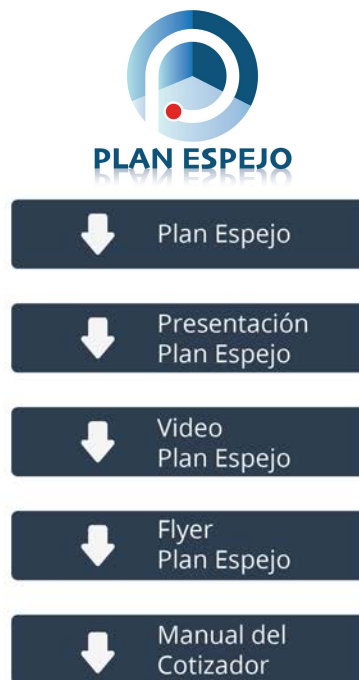 PLAN ESPEJO
Plan Espejo
Presentación
Plan Espejo
Video
Plan Espejo
Flyer
Plan Espejo
Manual del
Cotizador